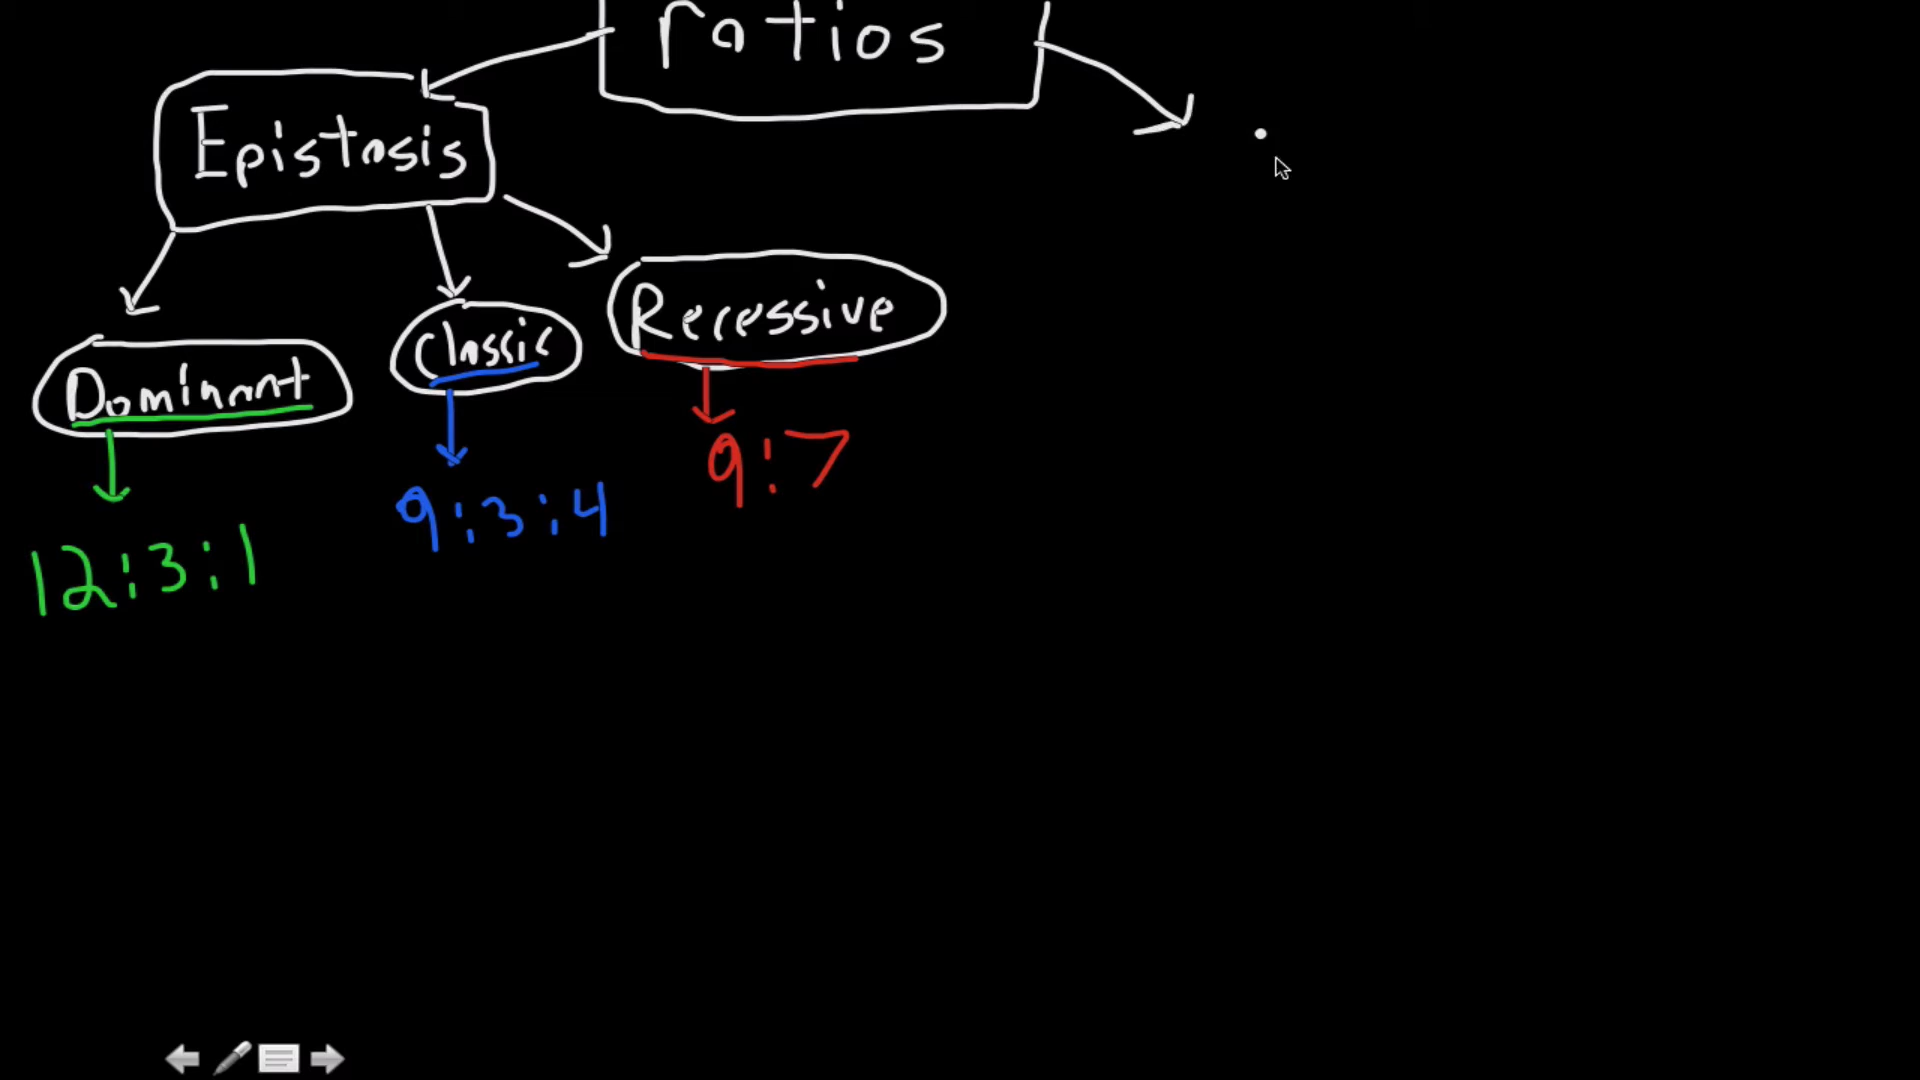 ratios
Epistasis
Dominant
Classic
Recessive
12:3:1
9:3:4
9:7